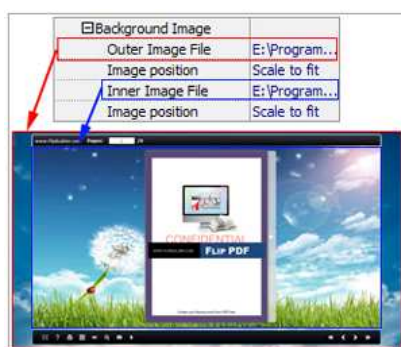 Background Image
Outer Image File E:\Program...
Image position Scale to fit
Inner Image File E:\Program...
Image position Scale to fit
Pages:
CONFIDENTIAL
FLIP PDF